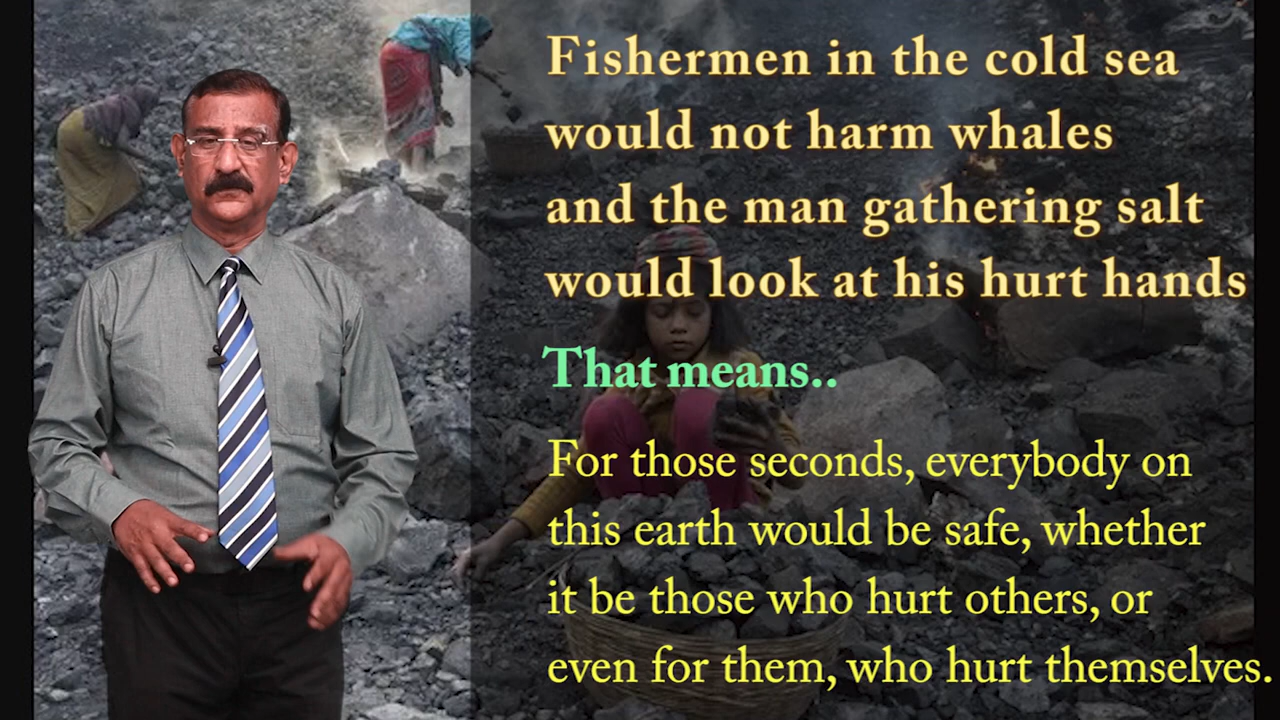 Fishermen in the cold sea
would not harm whales
and the man gathering salt
would look at his hurt hands
That means..
For those seconds, everybody on
this earth would be safe, whether
it be those who hurt others, or
even for them, who hurt themselves.